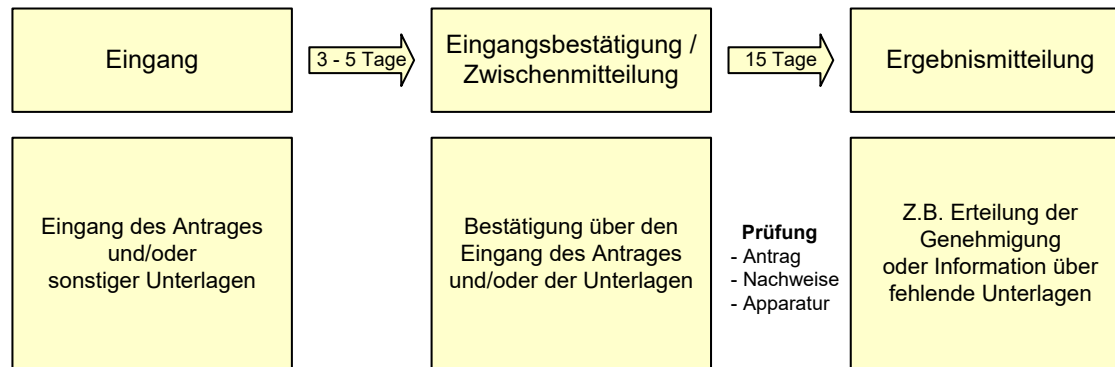 Eingang
3 - 5 Tage
Eingangsbestätigung /
Zwischenmitteilung
15 Tage
Ergebnismitteilung
Eingang des Antrages
und/oder
sonstiger Unterlagen
Bestätigung über den
Eingang des Antrages
und/oder der Unterlagen
Prüfung
- Antrag
- Nachweise
- Apparatur
Z.B. Erteilung der
Genehmigung
oder Information über
fehlende Unterlagen